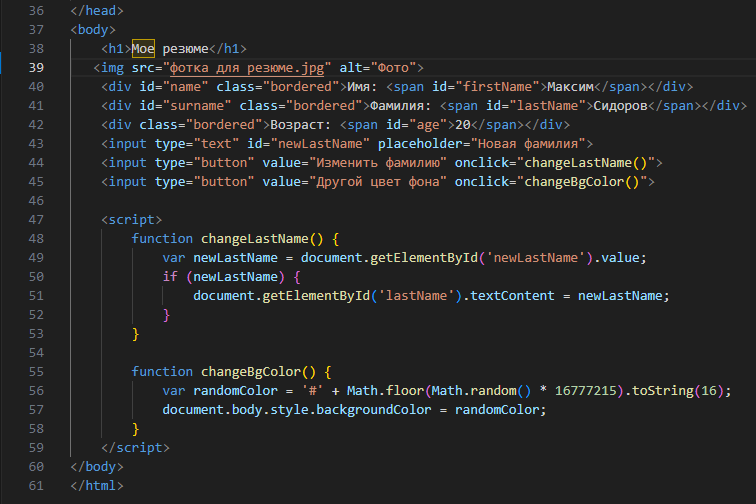 36 </head>
37 <body>
38 <h1>Мое резюме</h1>
39 <img src="фотка для резюме.jpg" alt="Фото">
40 <div id="name" class="bordered">Имя: <span id="firstName">Максим</span></div>
41 <div id="surname" class="bordered">Фамилия: <span id="lastName">Сидоров</span></div>
42 <div class="bordered">Возраст: <span id="age">20</span></div>
43 <input type="text" id="newLastName" placeholder="Новая фамилия">
44 <input type="button" value="Изменить фамилию" onclick="changeLastName()">
45 <input type="button" value="Другой цвет фона" onclick="changeBgColor()">
46
47 <script>
48 function changeLastName() {
49 var newLastName = document.getElementById('newLastName').value;
50 if (newLastName) {
51 document.getElementById('lastName').textContent = newLastName;
52 }
53 }
54
55 function changeBgColor() {
56 var randomColor = '#' + Math.floor(Math.random() * 16777215).toString(16);
57 document.body.style.backgroundColor = randomColor;
58 }
59 </script>
60 </body>
61 </html>